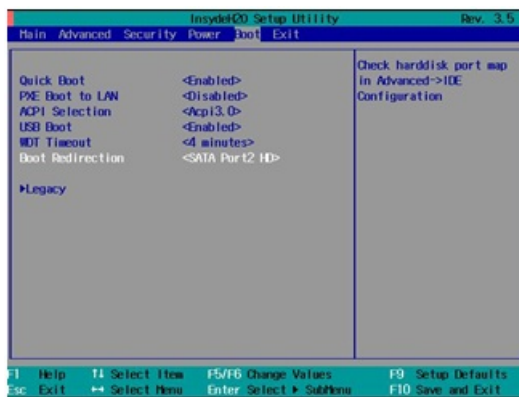 InsydeH20 Setup Utility Rev. 3.5
Main Advanced Security Power Boot Exit
Quick Boot <Enabled>
PXE Boot to LAN <Disabled>
ACPI Selection <Acpi3.0>
USB Boot <Enabled>
WDT Timeout <4 minutes>
Boot Redirection <SATA Port2 HD>
▶Legacy
Check harddisk port map
in Advanced->IDE
Configuration
F1 Help ↑↓ Select Item F5/F6 Change Values F9 Setup Defaults
Esc Exit ↔ Select Menu Enter Select ▶ SubMenu F10 Save and Exit